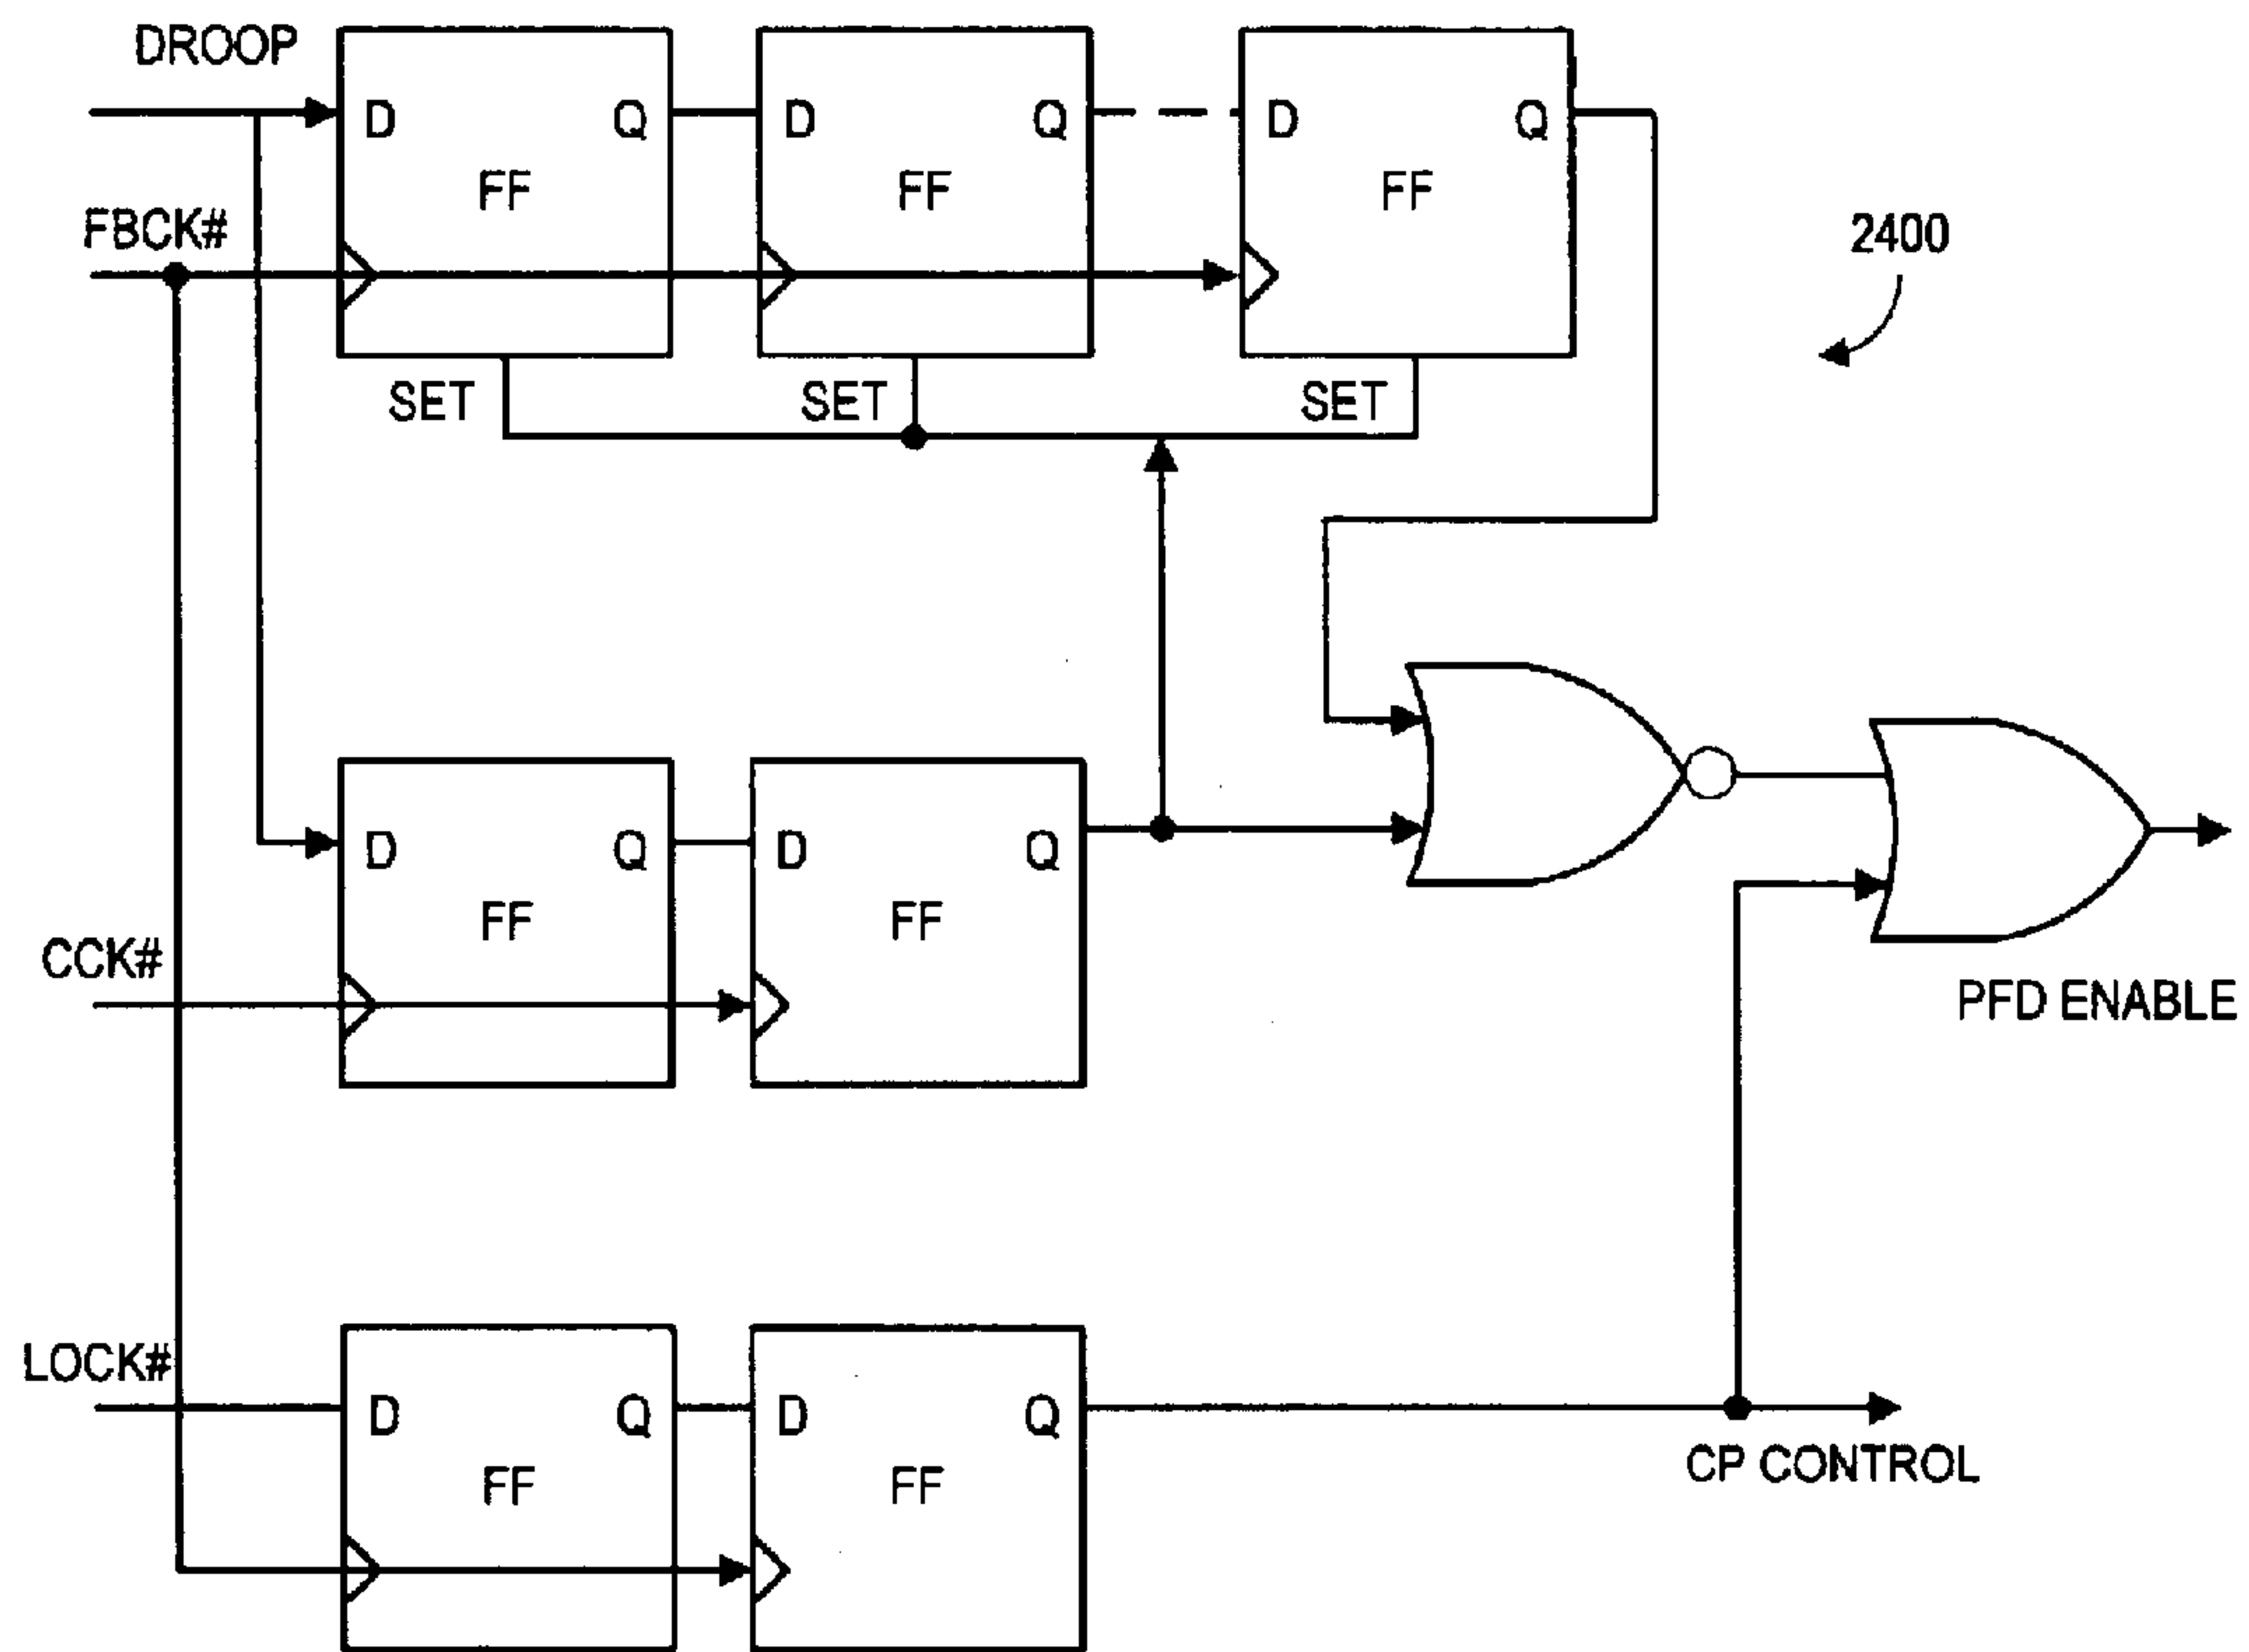 DROOP
D Q D Q D Q
FF FF FF
FBCK#
2400
SET SET SET
D Q D Q
FF FF
CCK#
PFD ENABLE
LOCK#
D Q D Q
FF FF
CP CONTROL